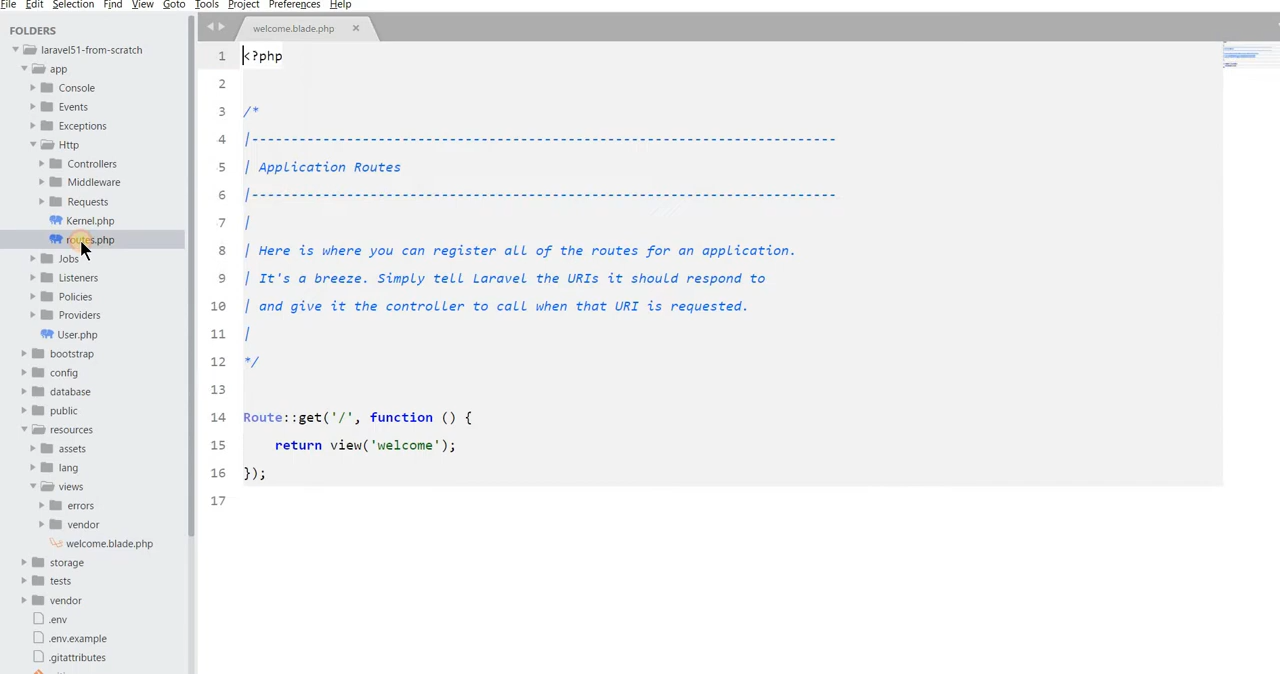 File Edit Selection Find View Goto Tools Project Preferences Help
FOLDERS
laravel51-from-scratch
app
Console
Events
Exceptions
Http
Controllers
Middleware
Requests
Kernel.php
routes.php
Jobs
Listeners
Policies
Providers
User.php
bootstrap
config
database
public
resources
assets
lang
views
errors
vendor
welcome.blade.php
storage
tests
vendor
.env
.env.example
.gitattributes
welcome.blade.php ×
1 <?php
2
3 /*
4 |--------------------------------------------------------------------------
5 | Application Routes
6 |--------------------------------------------------------------------------
7 |
8 | Here is where you can register all of the routes for an application.
9 | It's a breeze. Simply tell Laravel the URIs it should respond to
10 | and give it the controller to call when that URI is requested.
11 |
12 */
13
14 Route::get('/', function () {
15     return view('welcome');
16 });
17